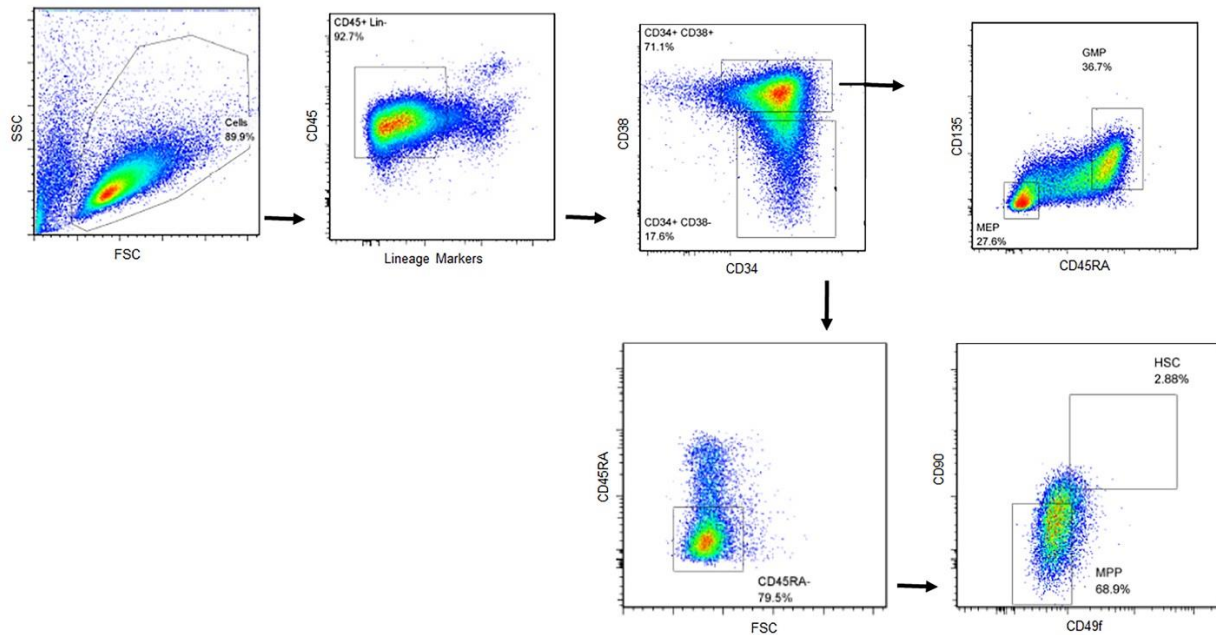 SSC
Cells
89.9%
FSC
CD45+ Lin-
92.7%
CD45
Lineage Markers
CD34+ CD38+
71.1%
CD38
CD34+ CD38-
17.6%
CD34
GMP
36.7%
CD135
MEP
27.6%
CD45RA
CD45RA
CD45RA-
79.5%
FSC
HSC
2.88%
CD90
MPP
68.9%
CD49f